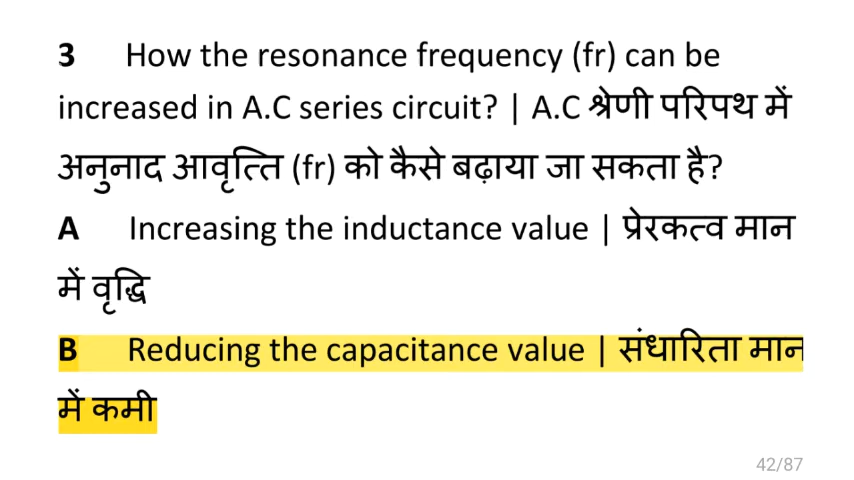 3 How the resonance frequency (fr) can be
increased in A.C series circuit? | A.C श्रेणी परिपथ में
अनुनाद आवृत्ति (fr) को कैसे बढ़ाया जा सकता है?
A Increasing the inductance value | प्रेरकत्व मान
में वृद्धि
B Reducing the capacitance value | संधारिता मान
में कमी
42/87